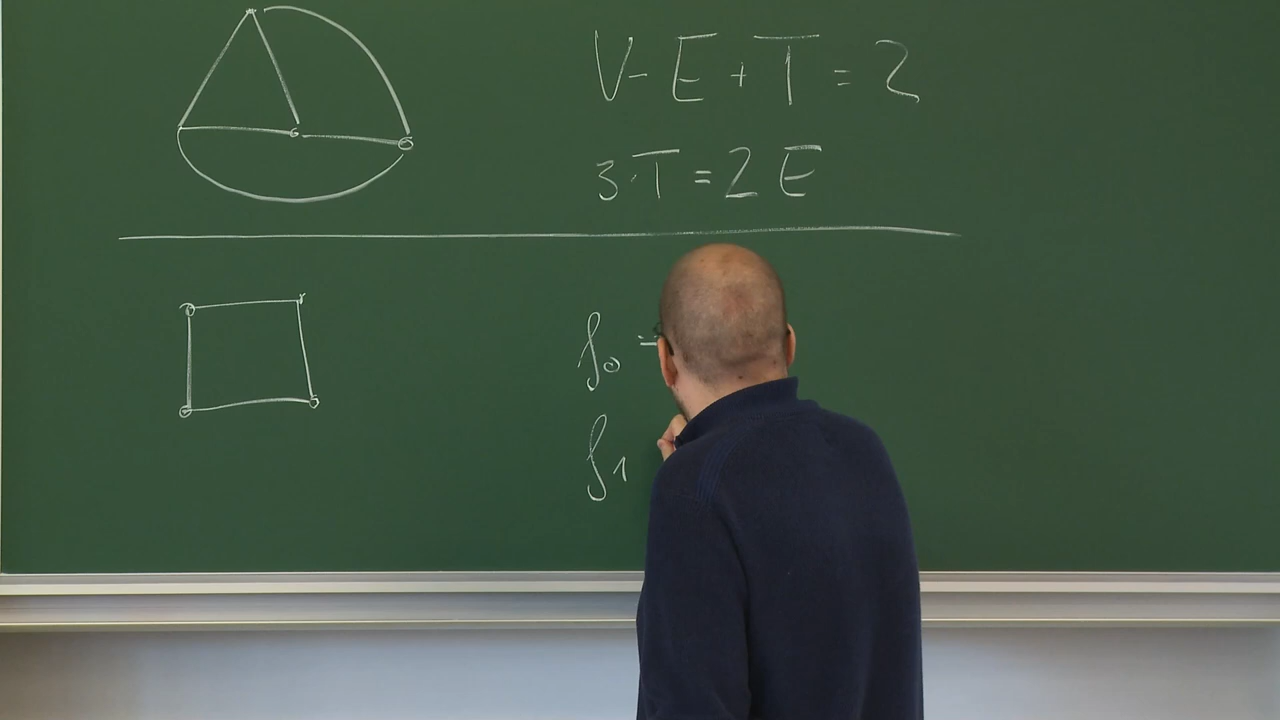 V - E + T = 2
3·T = 2E
f₀ =
f₁